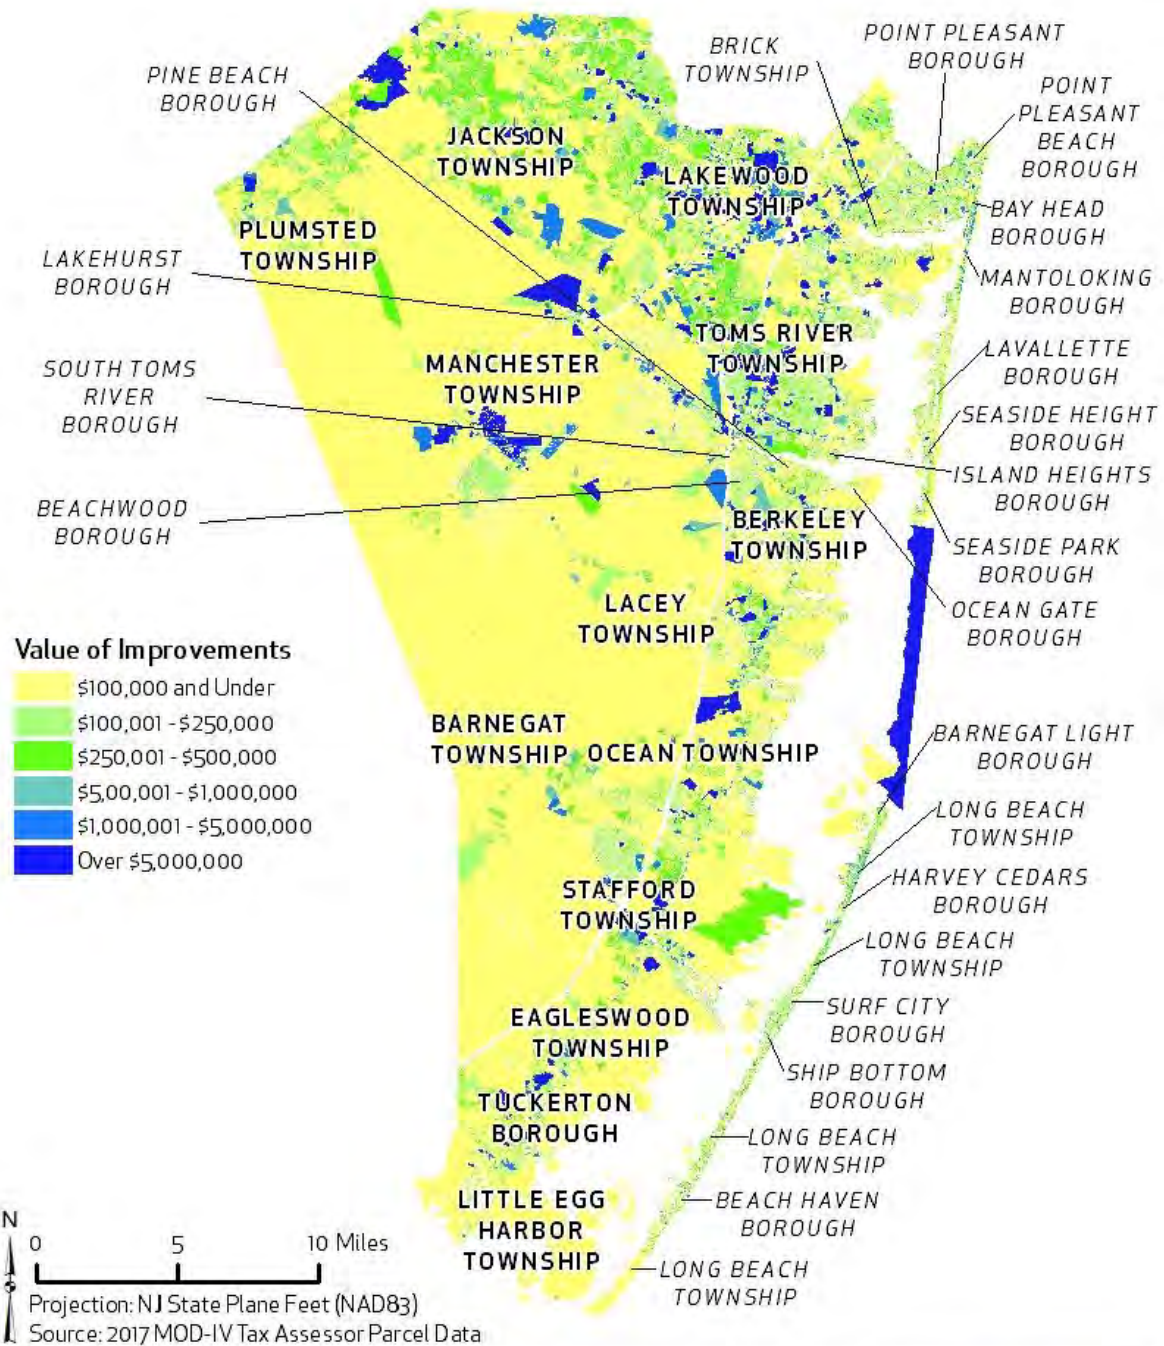 POINT PLEASANT
BOROUGH
BRICK
TOWNSHIP
PINE BEACH
BOROUGH
POINT
PLEASANT
BEACH
BOROUGH
JACKSON
TOWNSHIP
LAKEWOOD
TOWNSHIP
BAY HEAD
BOROUGH
PLUMSTED
TOWNSHIP
LAKEHURST
BOROUGH
MANTOLOKING
BOROUGH
TOMS RIVER
TOWNSHIP
LAVALLETTE
BOROUGH
MANCHESTER
TOWNSHIP
SOUTH TOMS
RIVER
BOROUGH
SEASIDE HEIGHT
BOROUGH
ISLAND HEIGHTS
BOROUGH
BEACHWOOD
BOROUGH
BERKELEY
TOWNSHIP
SEASIDE PARK
BOROUGH
LACEY
TOWNSHIP
OCEAN GATE
BOROUGH
Value of Improvements
$100,000 and Under
$100,001 - $250,000
$250,001 - $500,000
$5,00,001 - $1,000,000
$1,000,001 - $5,000,000
Over $5,000,000
BARNEGAT
TOWNSHIP
OCEAN TOWNSHIP
BARNEGAT LIGHT
BOROUGH
LONG BEACH
TOWNSHIP
HARVEY CEDARS
BOROUGH
STAFFORD
TOWNSHIP
LONG BEACH
TOWNSHIP
SURF CITY
BOROUGH
EAGLESWOOD
TOWNSHIP
SHIP BOTTOM
BOROUGH
TUCKERTON
BOROUGH
LONG BEACH
TOWNSHIP
BEACH HAVEN
BOROUGH
LITTLE EGG
HARBOR
TOWNSHIP
LONG BEACH
TOWNSHIP
N
0 5 10 Miles
Projection: NJ State Plane Feet (NAD83)
Source: 2017 MOD-IV Tax Assessor Parcel Data